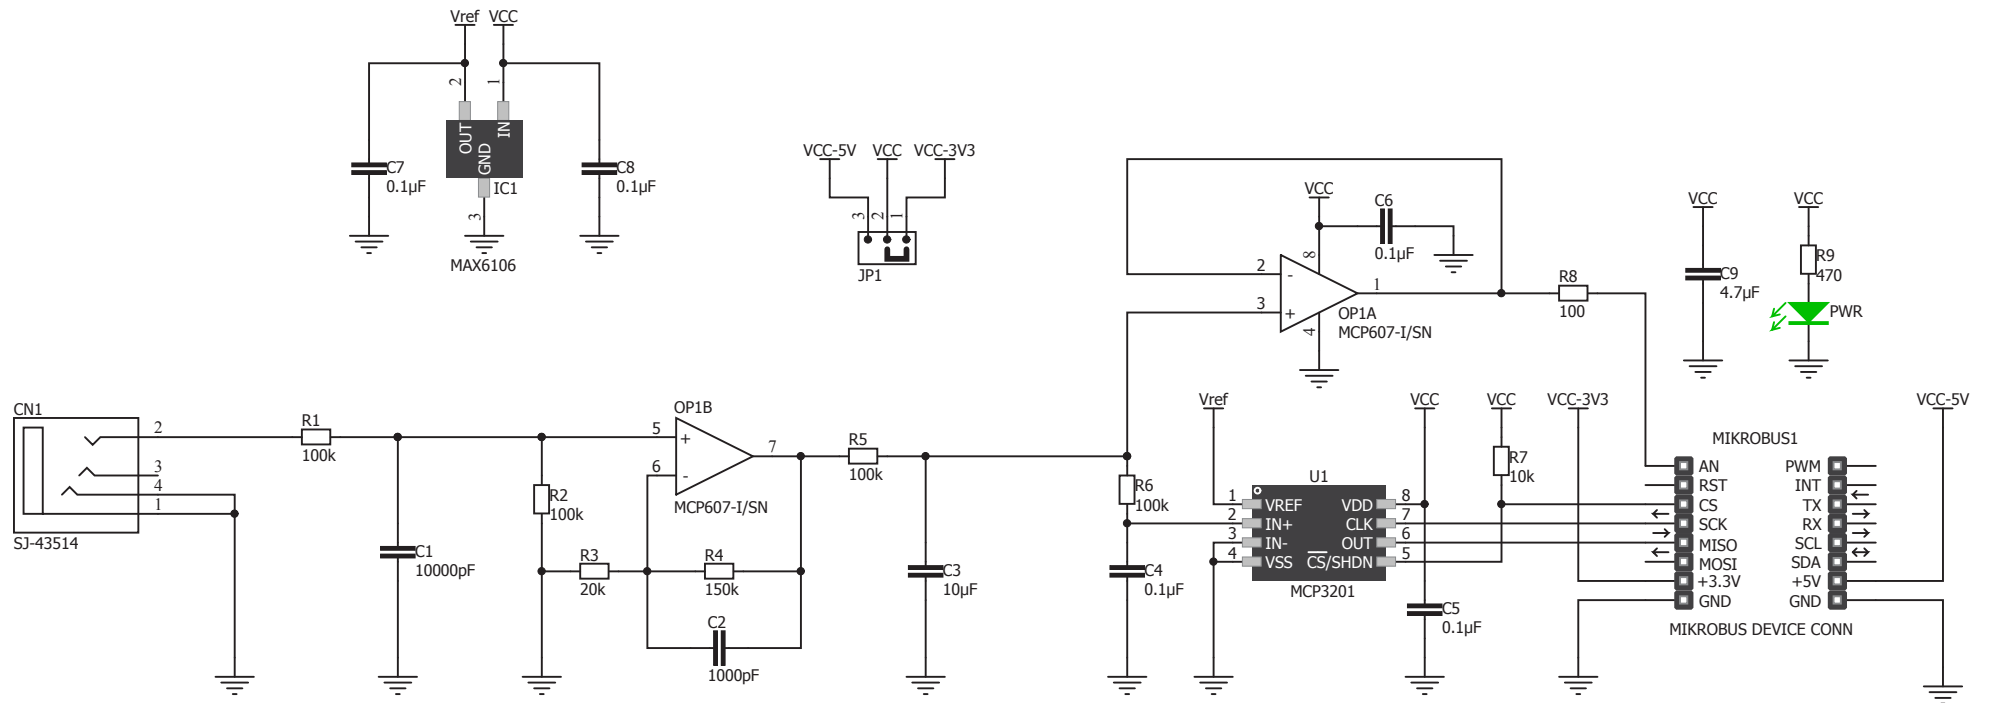 Vref VCC
2
1
OUT
IN
GND
IC1
3
MAX6106
C7
0.1µF
C8
0.1µF
VCC-5V VCC VCC-3V3
3 2 1
JP1
VCC
C6
0.1µF
8
2 -
3 +
1
4
OP1A
MCP607-I/SN
R8
100
VCC
C9
4.7µF
VCC
R9
470
PWR
CN1
2
3
4
1
SJ-43514
R1
100k
C1
10000pF
R2
100k
OP1B
5 +
6 -
7
MCP607-I/SN
R3
20k
R4
150k
C2
1000pF
R5
100k
C3
10µF
R6
100k
C4
0.1µF
Vref
VCC
VCC
VCC-3V3
VCC-5V
R7
10k
U1
1 VREF VDD 8
2 IN+ CLK 7
3 IN- OUT 6
4 VSS CS/SHDN 5
MCP3201
C5
0.1µF
MIKROBUS1
AN PWM
RST INT
CS TX
SCK RX
MISO SCL
MOSI SDA
+3.3V +5V
GND GND
MIKROBUS DEVICE CONN